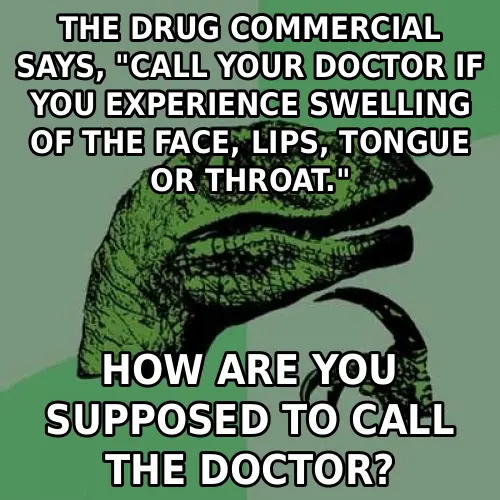 THE DRUG COMMERCIAL
SAYS, "CALL YOUR DOCTOR IF
YOU EXPERIENCE SWELLING
OF THE FACE, LIPS, TONGUE
OR THROAT."
HOW ARE YOU
SUPPOSED TO CALL
THE DOCTOR?